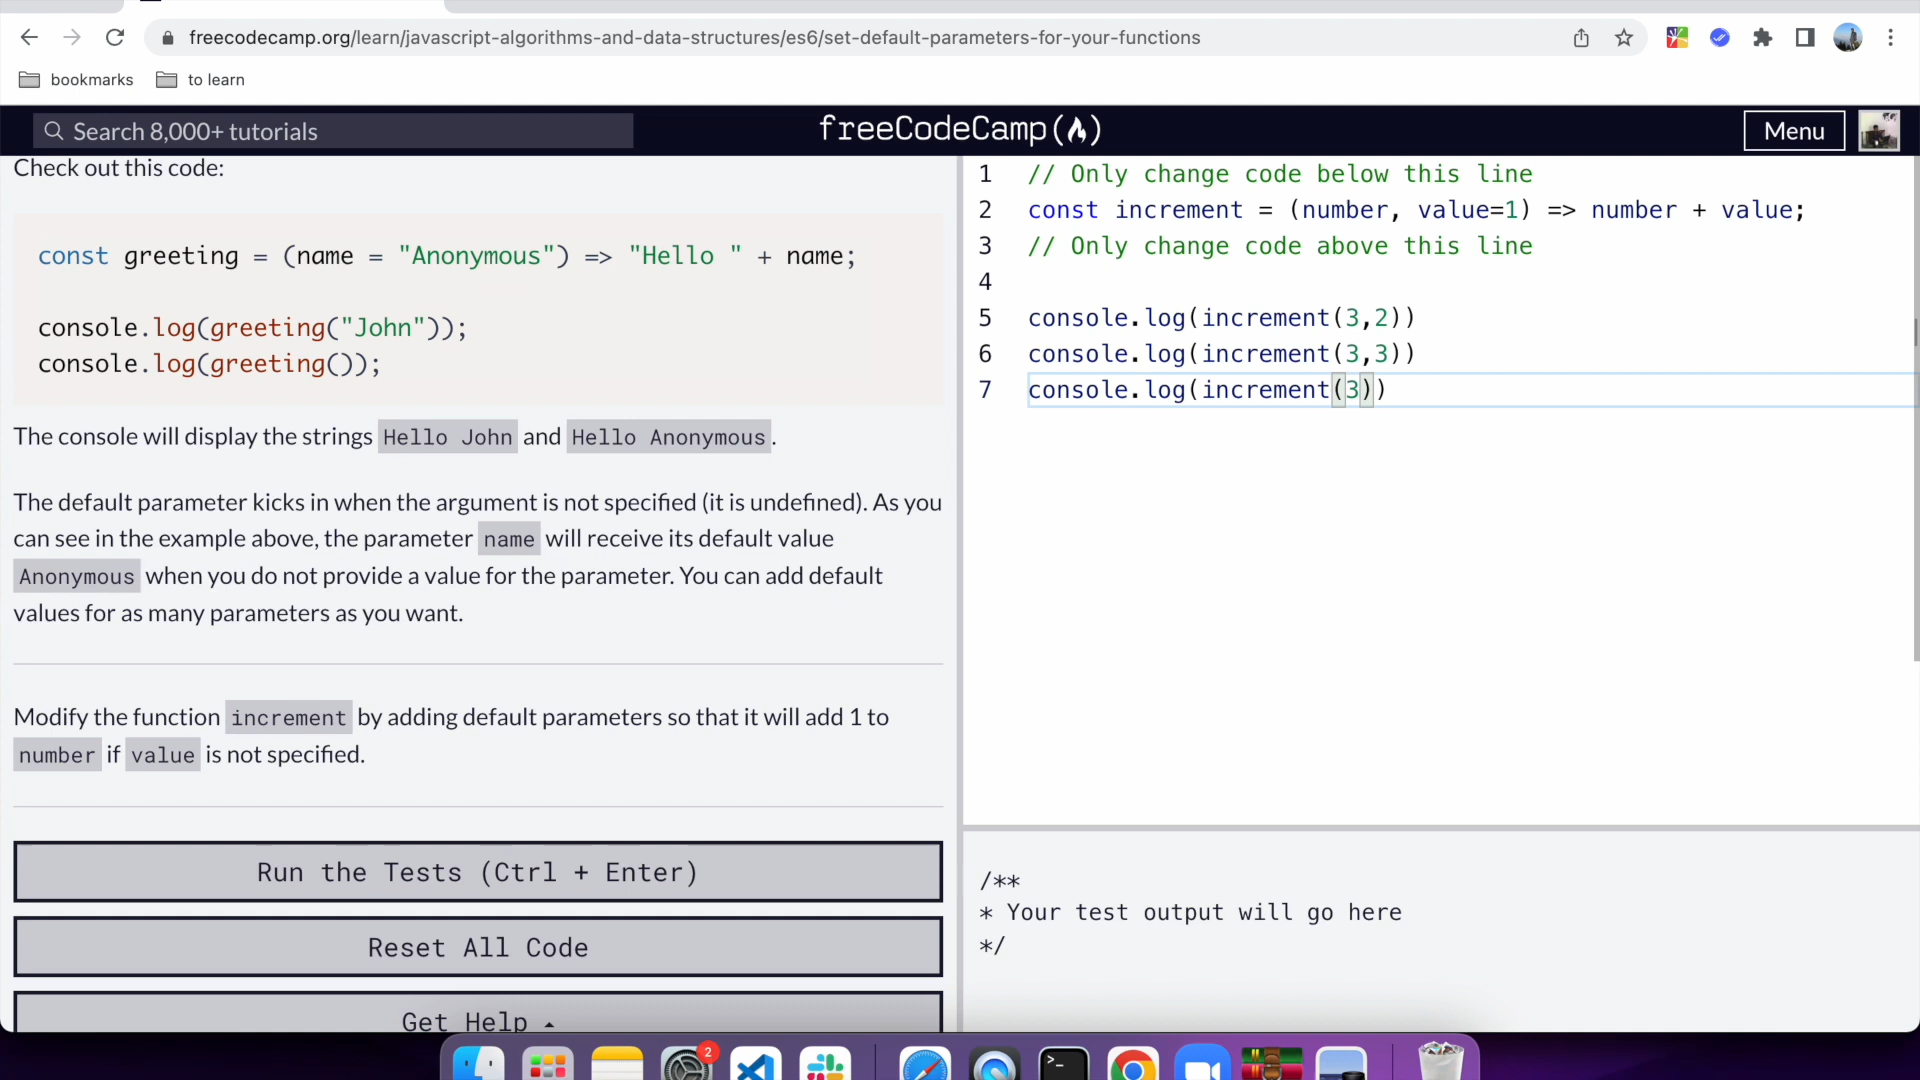 freecodecamp.org/learn/javascript-algorithms-and-data-structures/es6/set-default-parameters-for-your-functions
bookmarks to learn
Search 8,000+ tutorials
freeCodeCamp(🔥)
Menu
Check out this code:
const greeting = (name = "Anonymous") => "Hello " + name;
console.log(greeting("John"));
console.log(greeting());
The console will display the strings Hello John and Hello Anonymous.
The default parameter kicks in when the argument is not specified (it is undefined). As you
can see in the example above, the parameter name will receive its default value
Anonymous when you do not provide a value for the parameter. You can add default
values for as many parameters as you want.
Modify the function increment by adding default parameters so that it will add 1 to
number if value is not specified.
Run the Tests (Ctrl + Enter)
Reset All Code
Get Help
1 // Only change code below this line
2 const increment = (number, value=1) => number + value;
3 // Only change code above this line
4
5 console.log(increment(3,2))
6 console.log(increment(3,3))
7 console.log(increment(3))
/**
* Your test output will go here
*/
2
>_